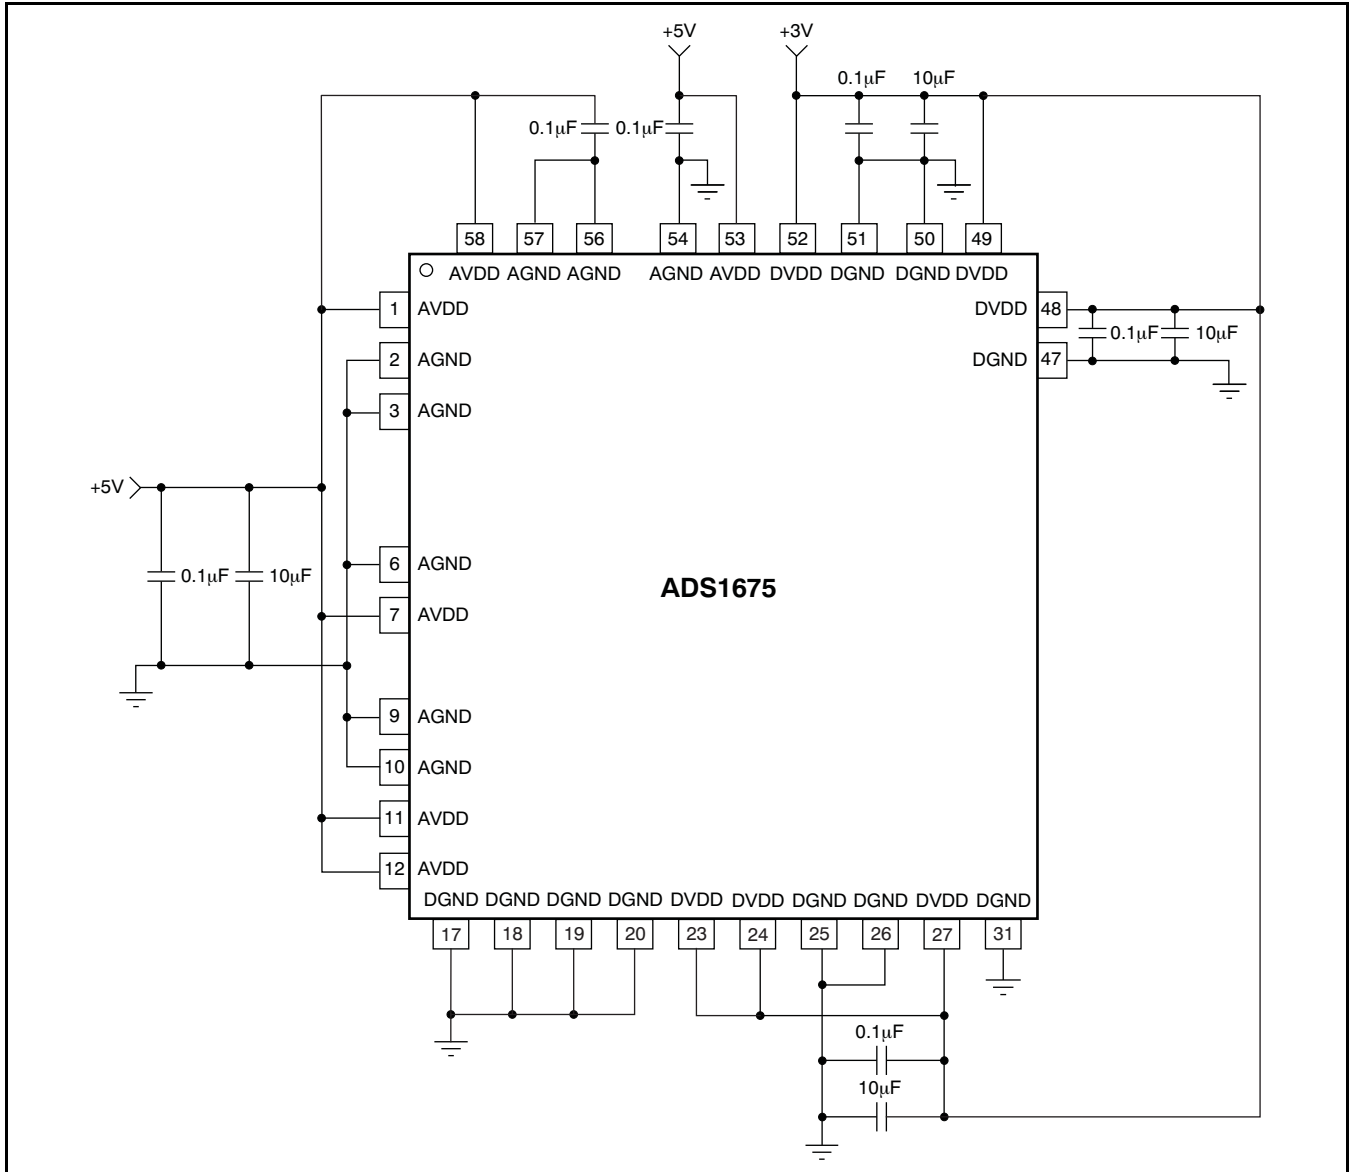 +5V +3V
0.1μF 10μF
0.1μF 0.1μF
58 57 56 54 53 52 51 50 49
AVDD AGND AGND AGND AVDD DVDD DGND DGND DVDD
1 AVDD DVDD 48
0.1μF 10μF
2 AGND DGND 47
3 AGND
+5V
6 AGND
0.1μF 10μF
ADS1675
7 AVDD
9 AGND
10 AGND
11 AVDD
12 AVDD
DGND DGND DGND DGND DVDD DVDD DGND DGND DVDD DGND
17 18 19 20 23 24 25 26 27 31
0.1μF
10μF